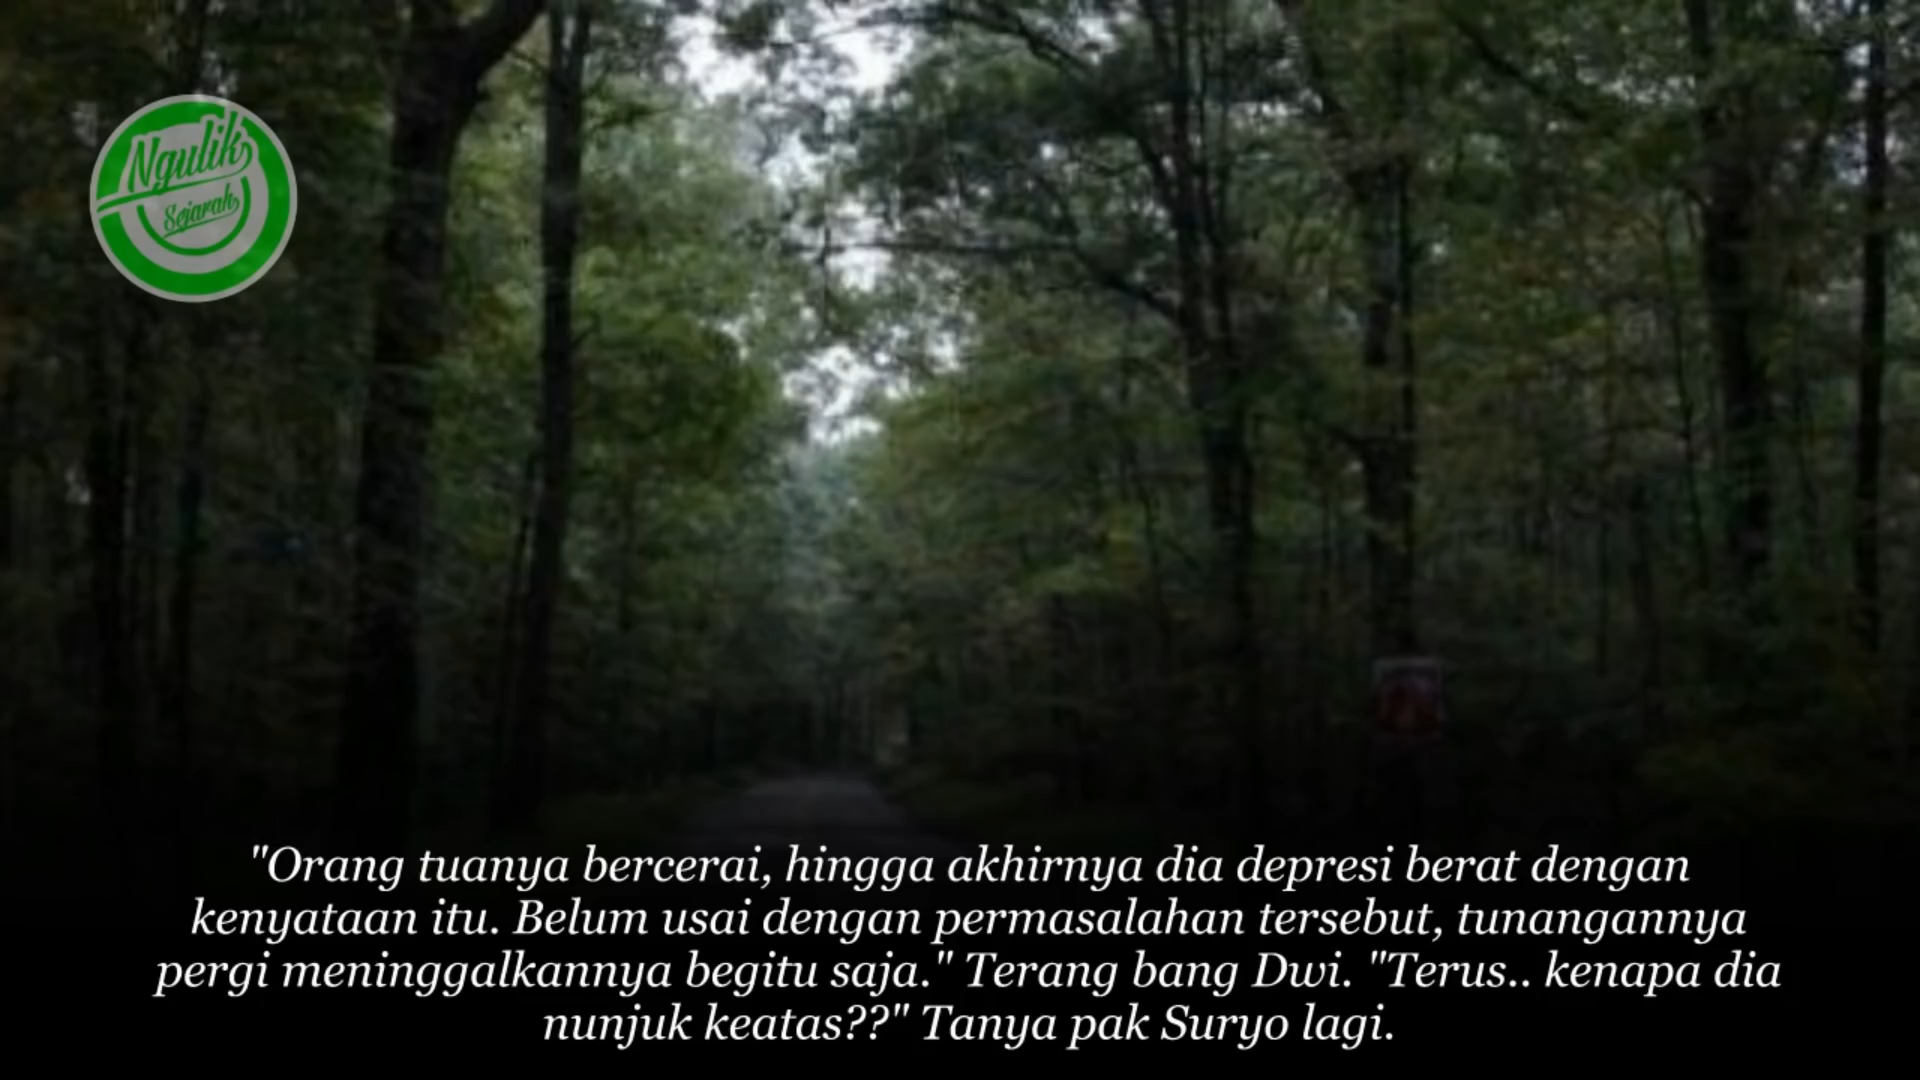 Ngulik
Sejarah
"Orang tuanya bercerai, hingga akhirnya dia depresi berat dengan
kenyataan itu. Belum usai dengan permasalahan tersebut, tunangannya
pergi meninggalkannya begitu saja." Terang bang Dwi. "Terus.. kenapa dia
nunjuk keatas??" Tanya pak Suryo lagi.